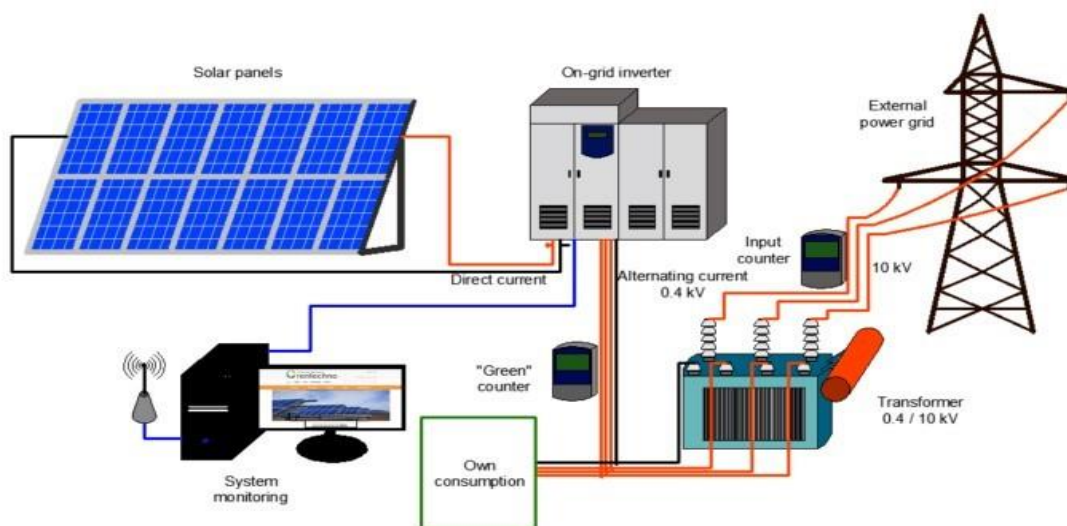 Solar panels
On-grid inverter
External
power grid
Input
counter
10 kV
Direct current
Alternating current
0.4 kV
"Green"
counter
Transformer
0.4 / 10 kV
Own
consumption
System
monitoring